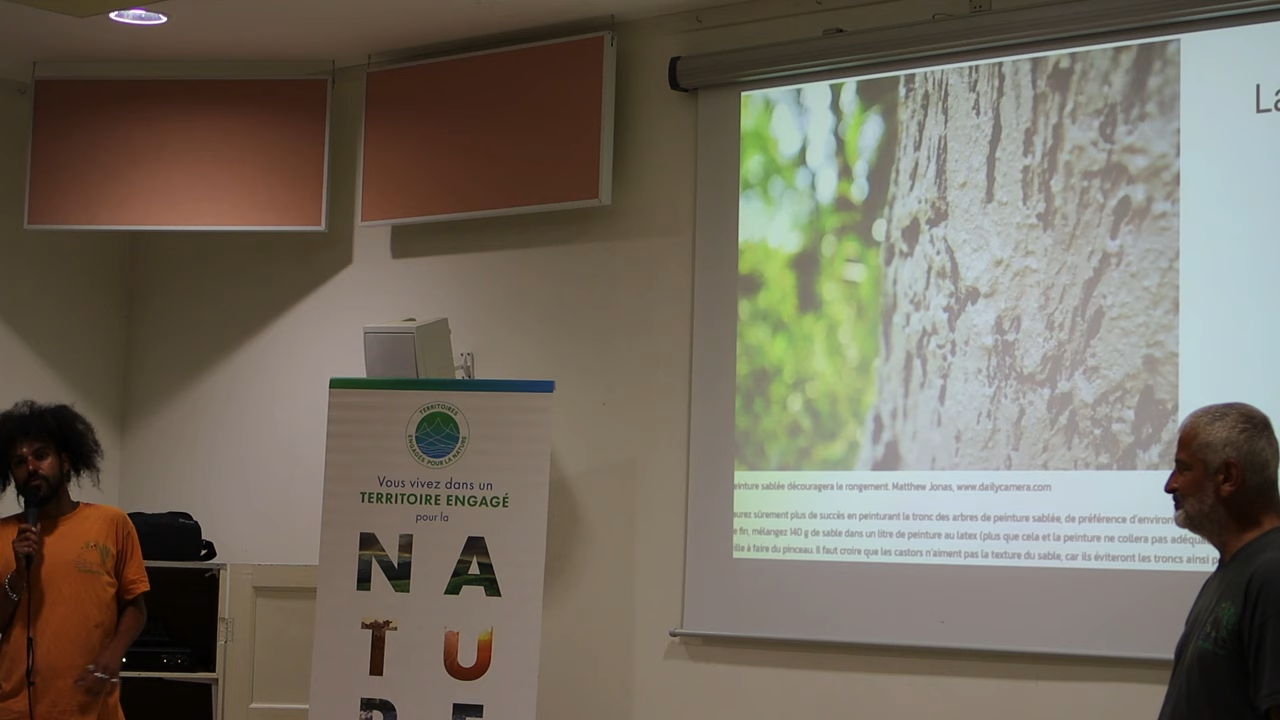 TERRITOIRES
ENGAGÉS POUR LA NATURE
Vous vivez dans un
TERRITOIRE ENGAGÉ
pour la
NA
TU
RE
La
einture sablée découragera le rongement. Matthew Jonas, www.dailycamera.com
aurez sûrement plus de succès en peinturant le tronc des arbres de peinture sablée, de préférence d'environ
e fin, mélangez 140 g de sable dans un litre de peinture au latex (plus que cela et la peinture ne collera pas adéqua
ille à faire du pinceau. Il faut croire que les castors n'aiment pas la texture du sable, car ils éviteront les troncs ainsi p